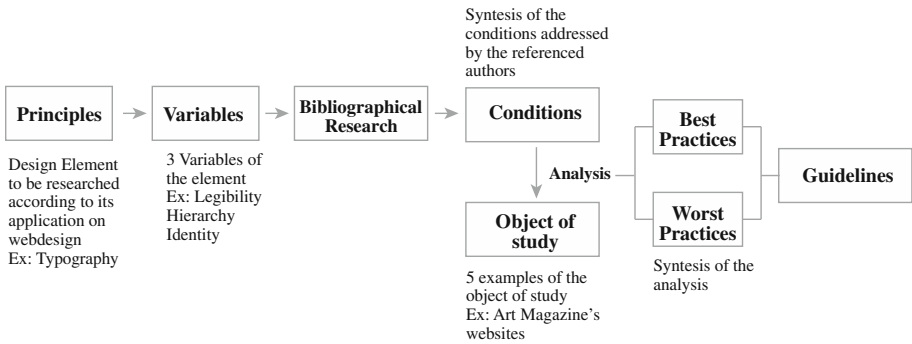 Principles
Design Element
to be researched
according to its
application on
webdesign
Ex: Typography
Variables
3 Variables of
the element
Ex: Legibility
Hierarchy
Identity
Bibliographical
Research
Syntesis of the
conditions addressed
by the referenced
authors
Conditions
Analysis
Object of
study
5 examples of the
object of study
Ex: Art Magazine's
websites
Best
Practices
Worst
Practices
Syntesis of the
analysis
Guidelines